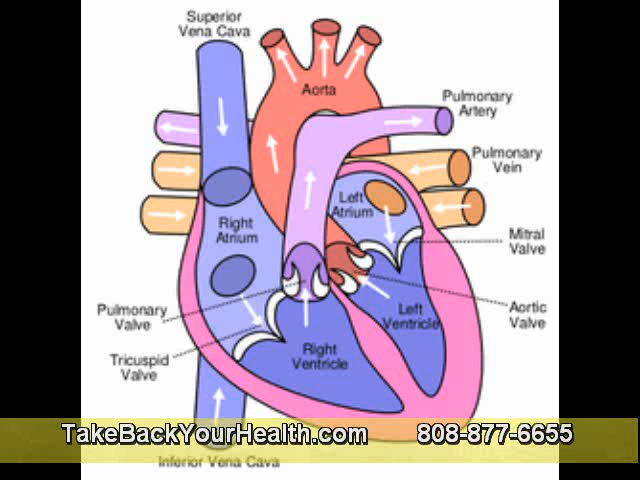 Superior
Vena Cava
Aorta
Pulmonary
Artery
Pulmonary
Vein
Left
Atrium
Right
Atrium
Mitral
Valve
Pulmonary
Valve
Left
Ventricle
Aortic
Valve
Tricuspid
Valve
Right
Ventricle
TakeBackYourHealth.com 808-877-6655
Inferior Vena Cava